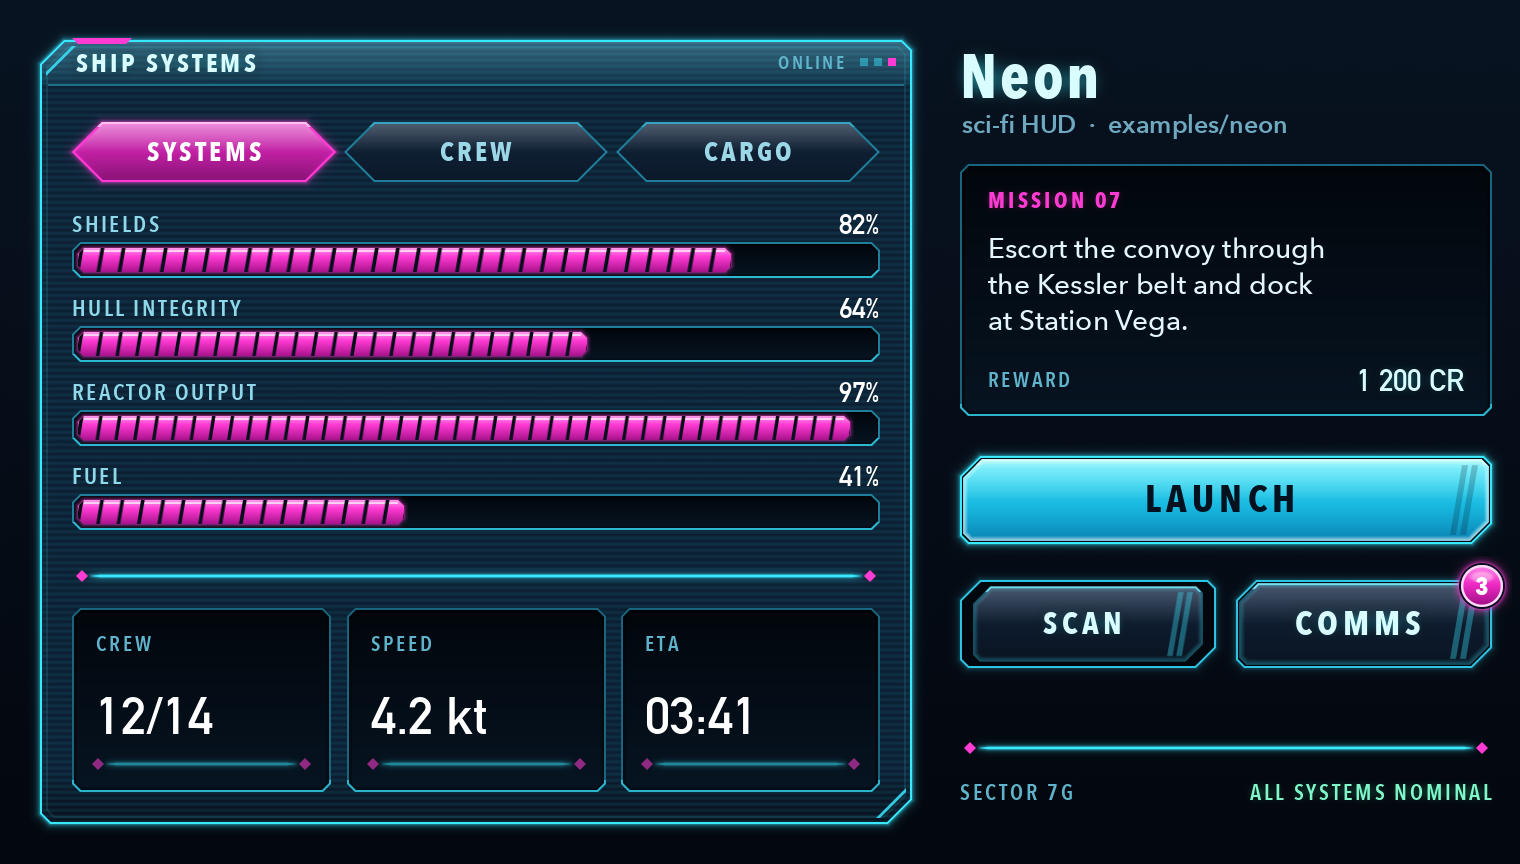 SHIP SYSTEMS
ONLINE
SYSTEMS
CREW
CARGO
SHIELDS
82%
HULL INTEGRITY
64%
REACTOR OUTPUT
97%
FUEL
41%
CREW
SPEED
ETA
12/14
4.2 kt
03:41
Neon
sci-fi HUD · examples/neon
MISSION 07
Escort the convoy through
the Kessler belt and dock
at Station Vega.
REWARD
1 200 CR
LAUNCH
SCAN
COMMS
3
SECTOR 7G
ALL SYSTEMS NOMINAL